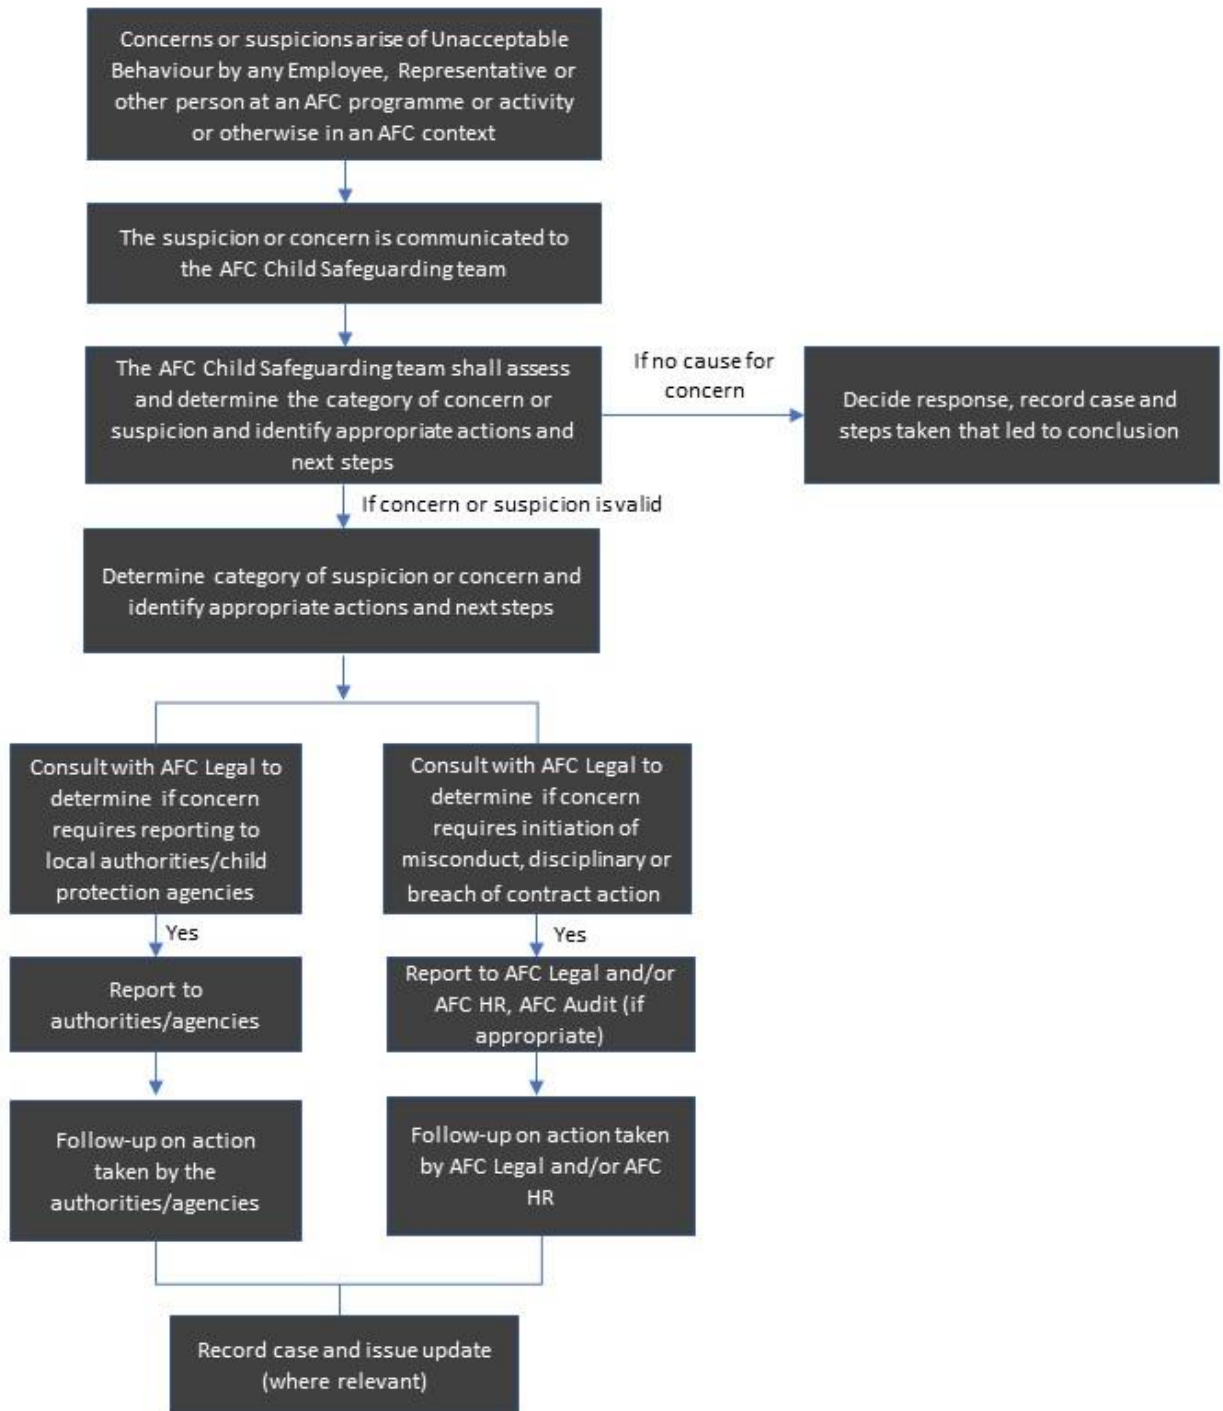 Concerns or suspicions arise of Unacceptable
Behaviour by any Employee, Representative or
other person at an AFC programme or activity
or otherwise in an AFC context
The suspicion or concern is communicated to
the AFC Child Safeguarding team
The AFC Child Safeguarding team shall assess
and determine the category of concern or
suspicion and identify appropriate actions and
next steps
If no cause for
concern
Decide response, record case and
steps taken that led to conclusion
If concern or suspicion is valid
Determine category of suspicion or concern and
identify appropriate actions and next steps
Consult with AFC Legal to
determine if concern
requires reporting to
local authorities/child
protection agencies
Consult with AFC Legal to
determine if concern
requires initiation of
misconduct, disciplinary or
breach of contract action
Yes
Yes
Report to
authorities/agencies
Report to AFC Legal and/or
AFC HR, AFC Audit (if
appropriate)
Follow-up on action
taken by the
authorities/agencies
Follow-up on action taken
by AFC Legal and/or AFC
HR
Record case and issue update
(where relevant)